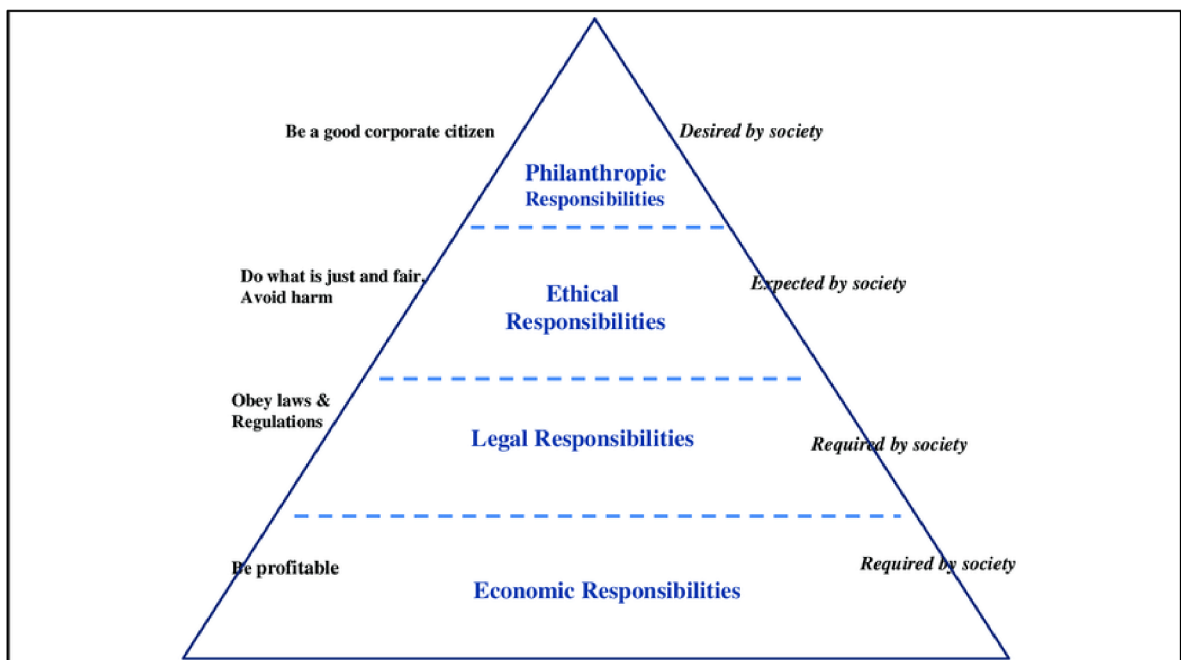 Be a good corporate citizen
Desired by society
Philanthropic
Responsibilities
Do what is just and fair,
Avoid harm
Expected by society
Ethical
Responsibilities
Obey laws &
Regulations
Legal Responsibilities
Required by society
Be profitable
Required by society
Economic Responsibilities